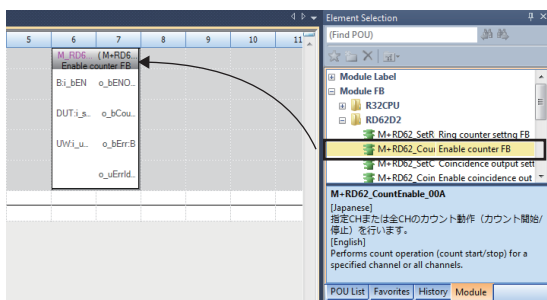 5 6 7 8 9 10 11
M_RD6.. (M+RD6..
Enable counter FB
B:i_bEN o_bENO..
DUT:i_s.. o_bCou..
UW:i_u.. o_bErr:B
o_uErrId..
Element Selection
(Find POU)
Module Label
Module FB
R32CPU
RD62D2
M+RD62_SetR Ring counter settng FB
M+RD62_Cour Enable counter FB
M+RD62_SetC Coincidence output sett
M+RD62_Coin Enable coincidence out
M+RD62_CountEnable_00A
[Japanese]
指定CHまたは全CHのカウント動作（カウント開始/
停止）を行います。
[English]
Performs count operation (count start/stop) for a
specified channel or all channels.
POU List Favorites History Module